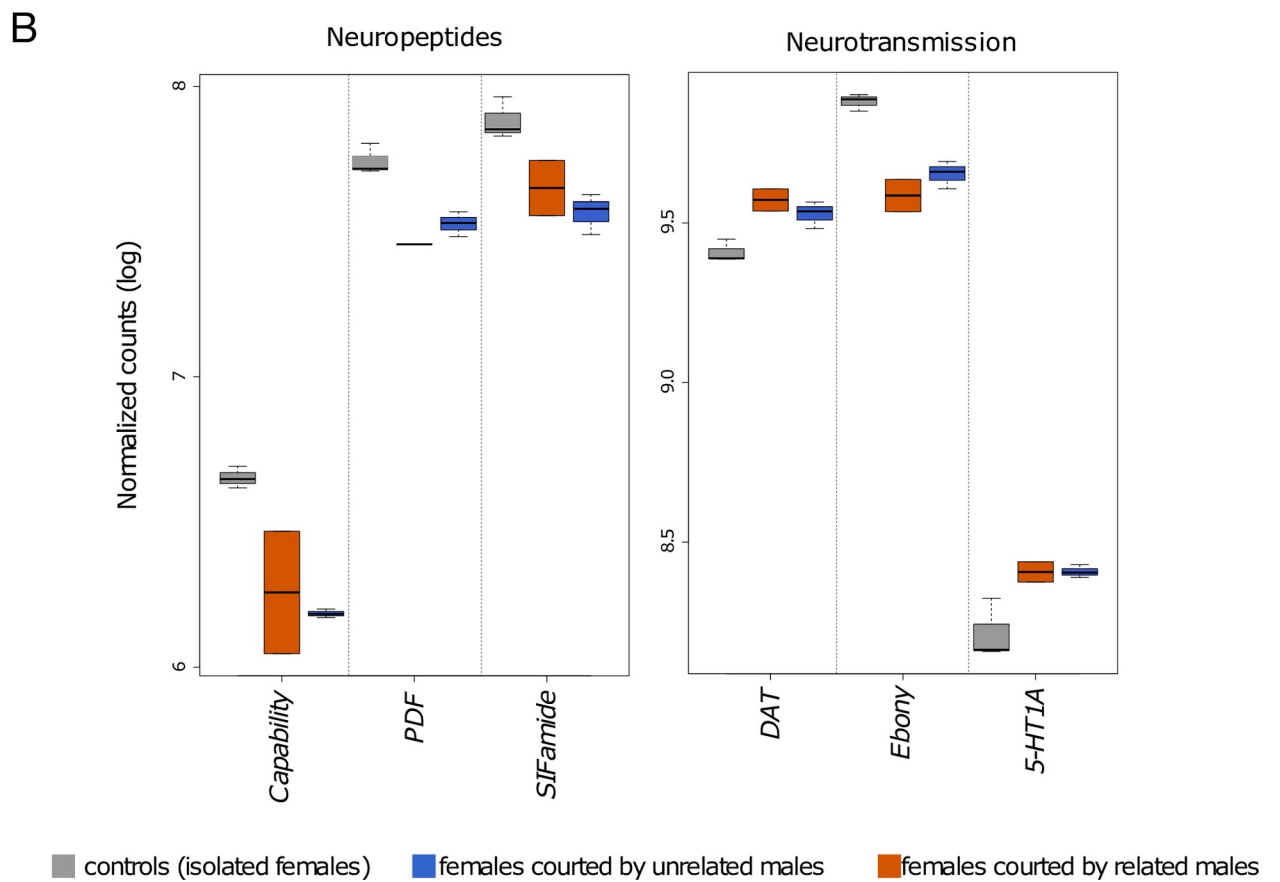 B
Neuropeptides
Neurotransmission
Normalized counts (log)
8
7
6
9.5
9.0
8.5
Capability
PDF
SIFamide
DAT
Ebony
5-HT1A
controls (isolated females)
females courted by unrelated males
females courted by related males